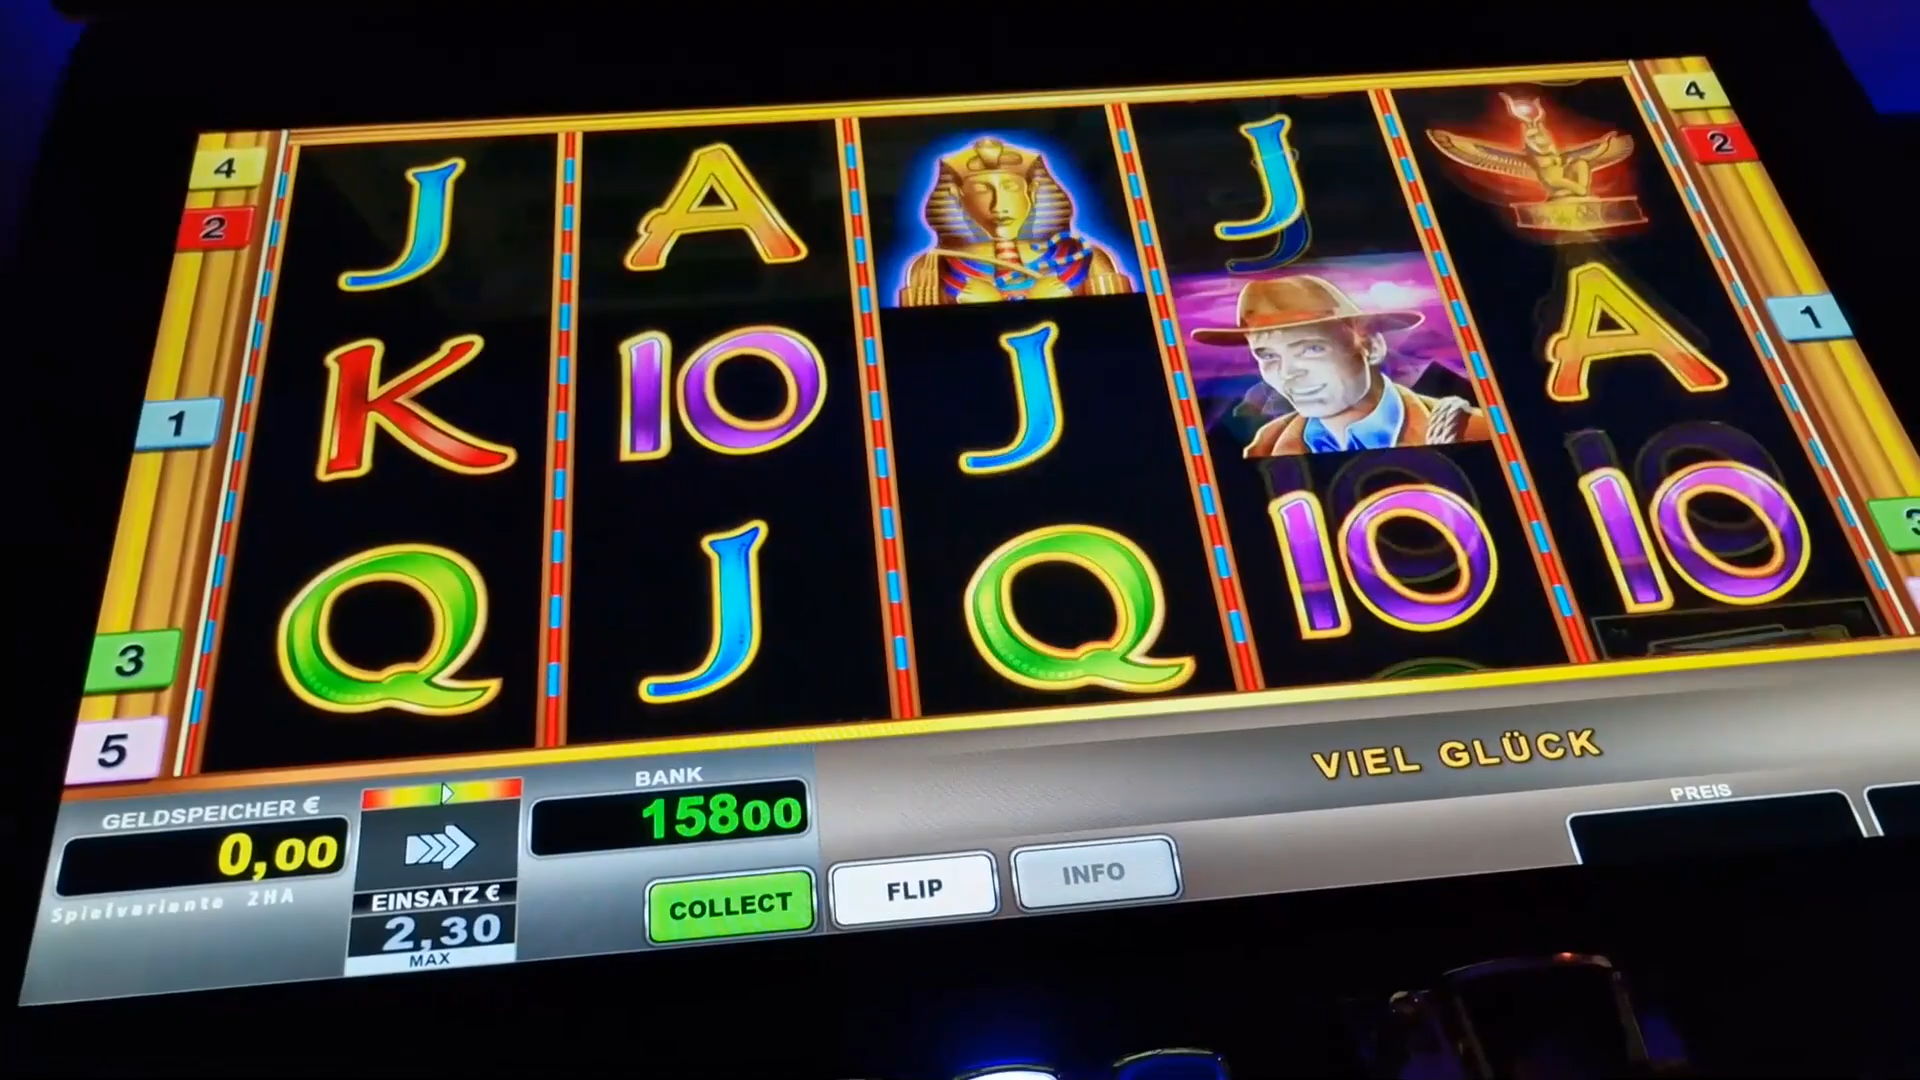 4
4
2
2
J
A
J
1
K
10
J
A
1
3
Q
J
Q
10
10
3
5
GELDSPEICHER €
0,00
Spielvariante 2HA
EINSATZ €
2,30
MAX
BANK
15800
COLLECT
FLIP
INFO
VIEL GLÜCK
PREIS